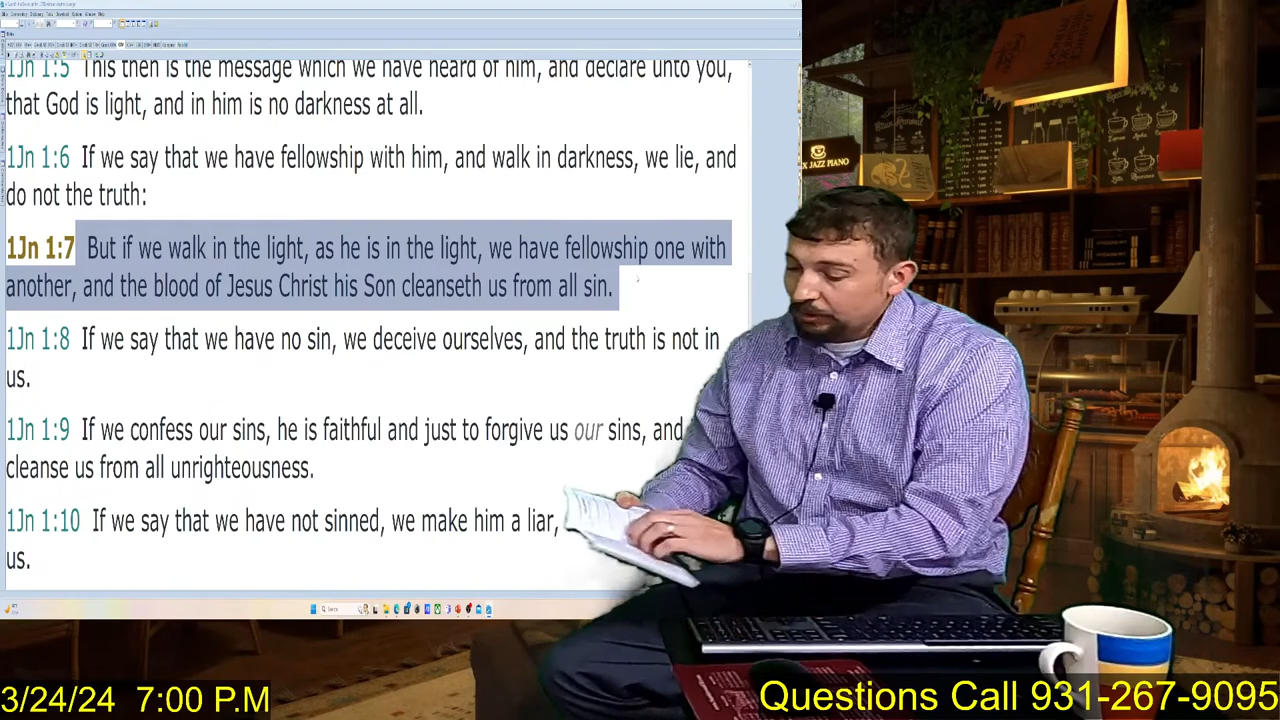 1Jn 1:5 This then is the message which we have heard of him, and declare unto you,
that God is light, and in him is no darkness at all.
1Jn 1:6 If we say that we have fellowship with him, and walk in darkness, we lie, and
do not the truth:
1Jn 1:7 But if we walk in the light, as he is in the light, we have fellowship one with
another, and the blood of Jesus Christ his Son cleanseth us from all sin.
1Jn 1:8 If we say that we have no sin, we deceive ourselves, and the truth is not in
us.
1Jn 1:9 If we confess our sins, he is faithful and just to forgive us our sins, and
cleanse us from all unrighteousness.
1Jn 1:10 If we say that we have not sinned, we make him a liar,
us.
JAZZ PIANO
3/24/24 7:00 P.M
Questions Call 931-267-9095